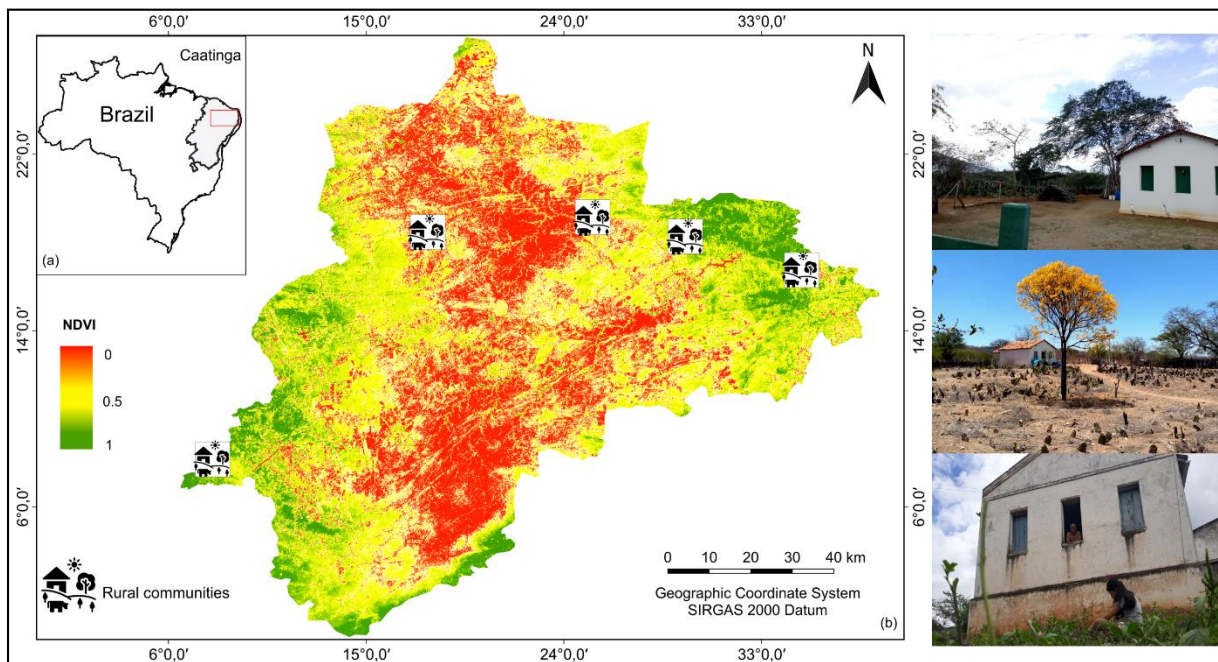 6°0,0'
15°0,0'
24°0,0'
33°0,0'
Caatinga
Brazil
(a)
N
22°0,0'
22°0,0'
14°0,0'
14°0,0'
6°0,0'
6°0,0'
NDVI
0
0.5
1
Rural communities
0 10 20 30 40 km
Geographic Coordinate System
SIRGAS 2000 Datum
(b)
6°0,0'
15°0,0'
24°0,0'
33°0,0'